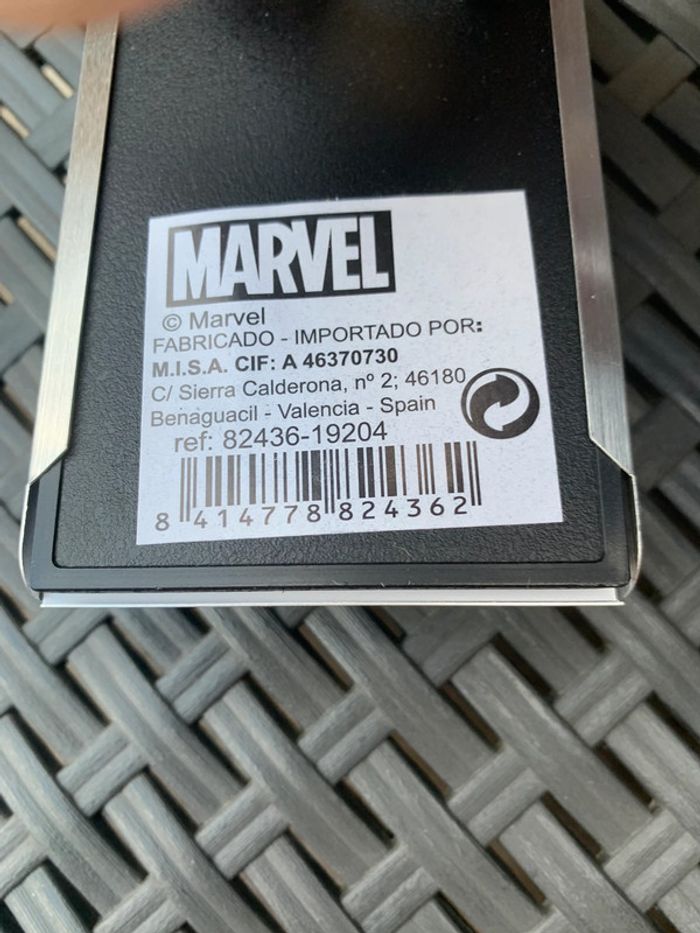 MARVEL
© Marvel
FABRICADO - IMPORTADO POR:
M.I.S.A. CIF: A 46370730
C/ Sierra Calderona, nº 2; 46180
Benaguacil - Valencia - Spain
ref: 82436-19204
8 414778 824362